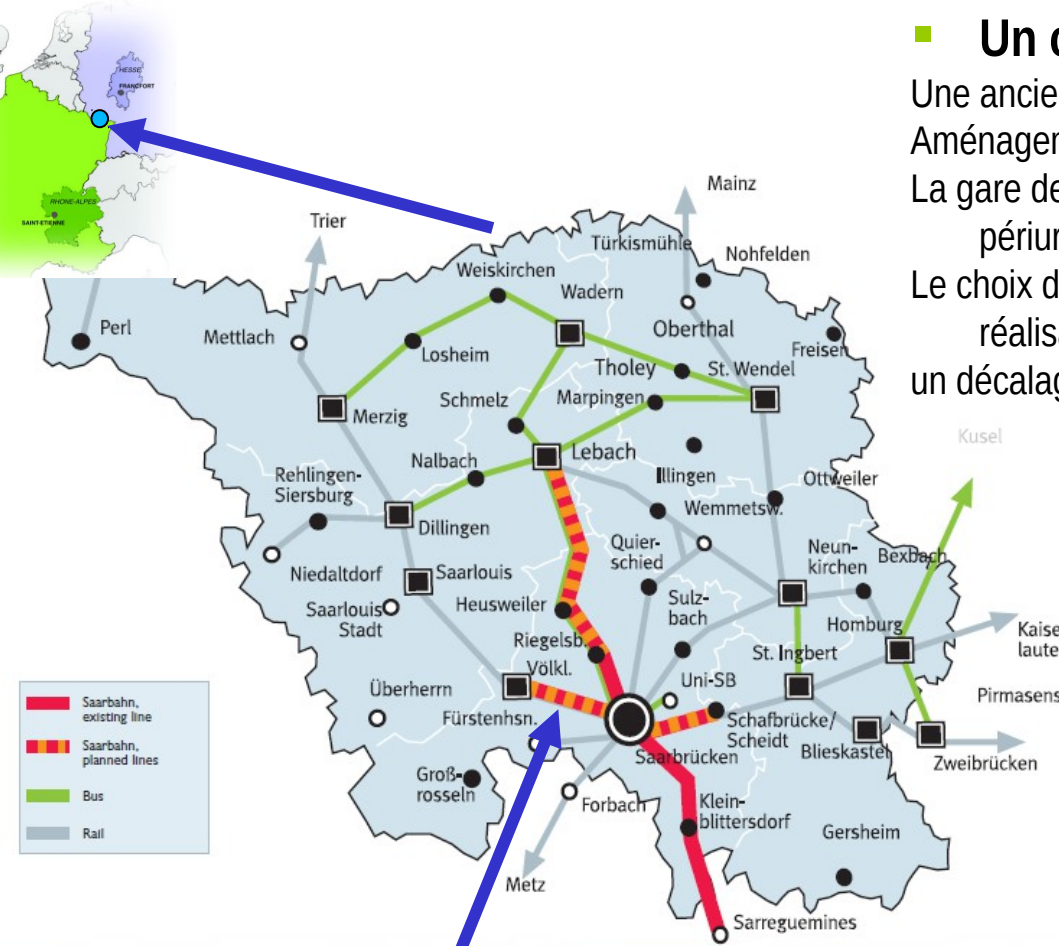 HESSE
FRANCFORT
RHONE-ALPES
SAINT-ETIENNE
Un
Une
Aménager
La gare de
périur
Le choix d
réalisa
un décalag
Mainz
Trier
Türkismühle
Nohfelden
Weiskirchen
Wadern
Perl
Mettlach
Oberthal
Losheim
Freisen
Tholey
St. Wendel
Schmelz
Marpingen
Merzig
Kusel
Lebach
Nalbach
Illingen
Ottweiler
Rehlingen-
Siersburg
Wemmetsw.
Dillingen
Quier-
schied
Neun-
kirchen
Bexbach
Niedaltdorf
Saarlouis
Saarlouis
Stadt
Heusweiler
Sulz-
bach
Homburg
Kaise
laute
Riegelsb.
St. Ingbert
Völkl.
Uni-SB
Überherrn
Pirmasens
Fürstenhsn.
Schafbrücke/
Scheidt
Blieskastel
Saarbrücken
Zweibrücken
Groß-
rosseln
Forbach
Klein-
blittersdorf
Gersheim
Metz
Sarreguemines
Saarbahn,
existing line
Saarbahn,
planned lines
Bus
Rail